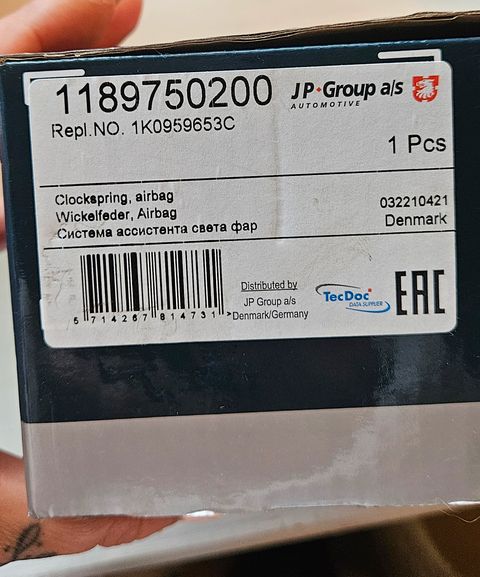 1189750200
JP Group a/s
AUTOMOTIVE
Repl.NO. 1K0959653C
1 Pcs
Clockspring, airbag
Wickelfeder, Airbag
Система ассистента света фар
032210421
Denmark
5 714267 814731 >
Distributed by
JP Group a/s
Denmark/Germany
TecDoc
DATA SUPPLIER
EAC